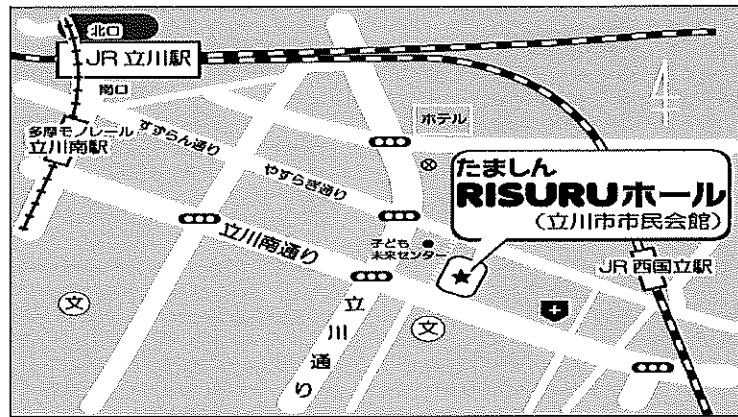 北口
JR 立川駅
南口
多摩モノレール
立川南駅
すずらん通り
ホテル
たましん
RISURUホール
(立川市市民会館)
やすらぎ通り
立川南通り
子ども
未来センター
JR 西国立駅
立川通り
文
文